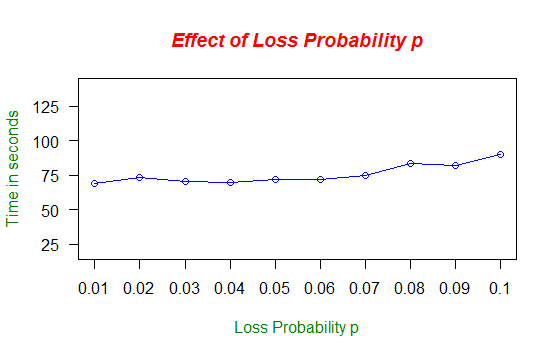 Effect of Loss Probability p
Time in seconds
125
100
75
50
25
0.01 0.02 0.03 0.04 0.05 0.06 0.07 0.08 0.09 0.1
Loss Probability p